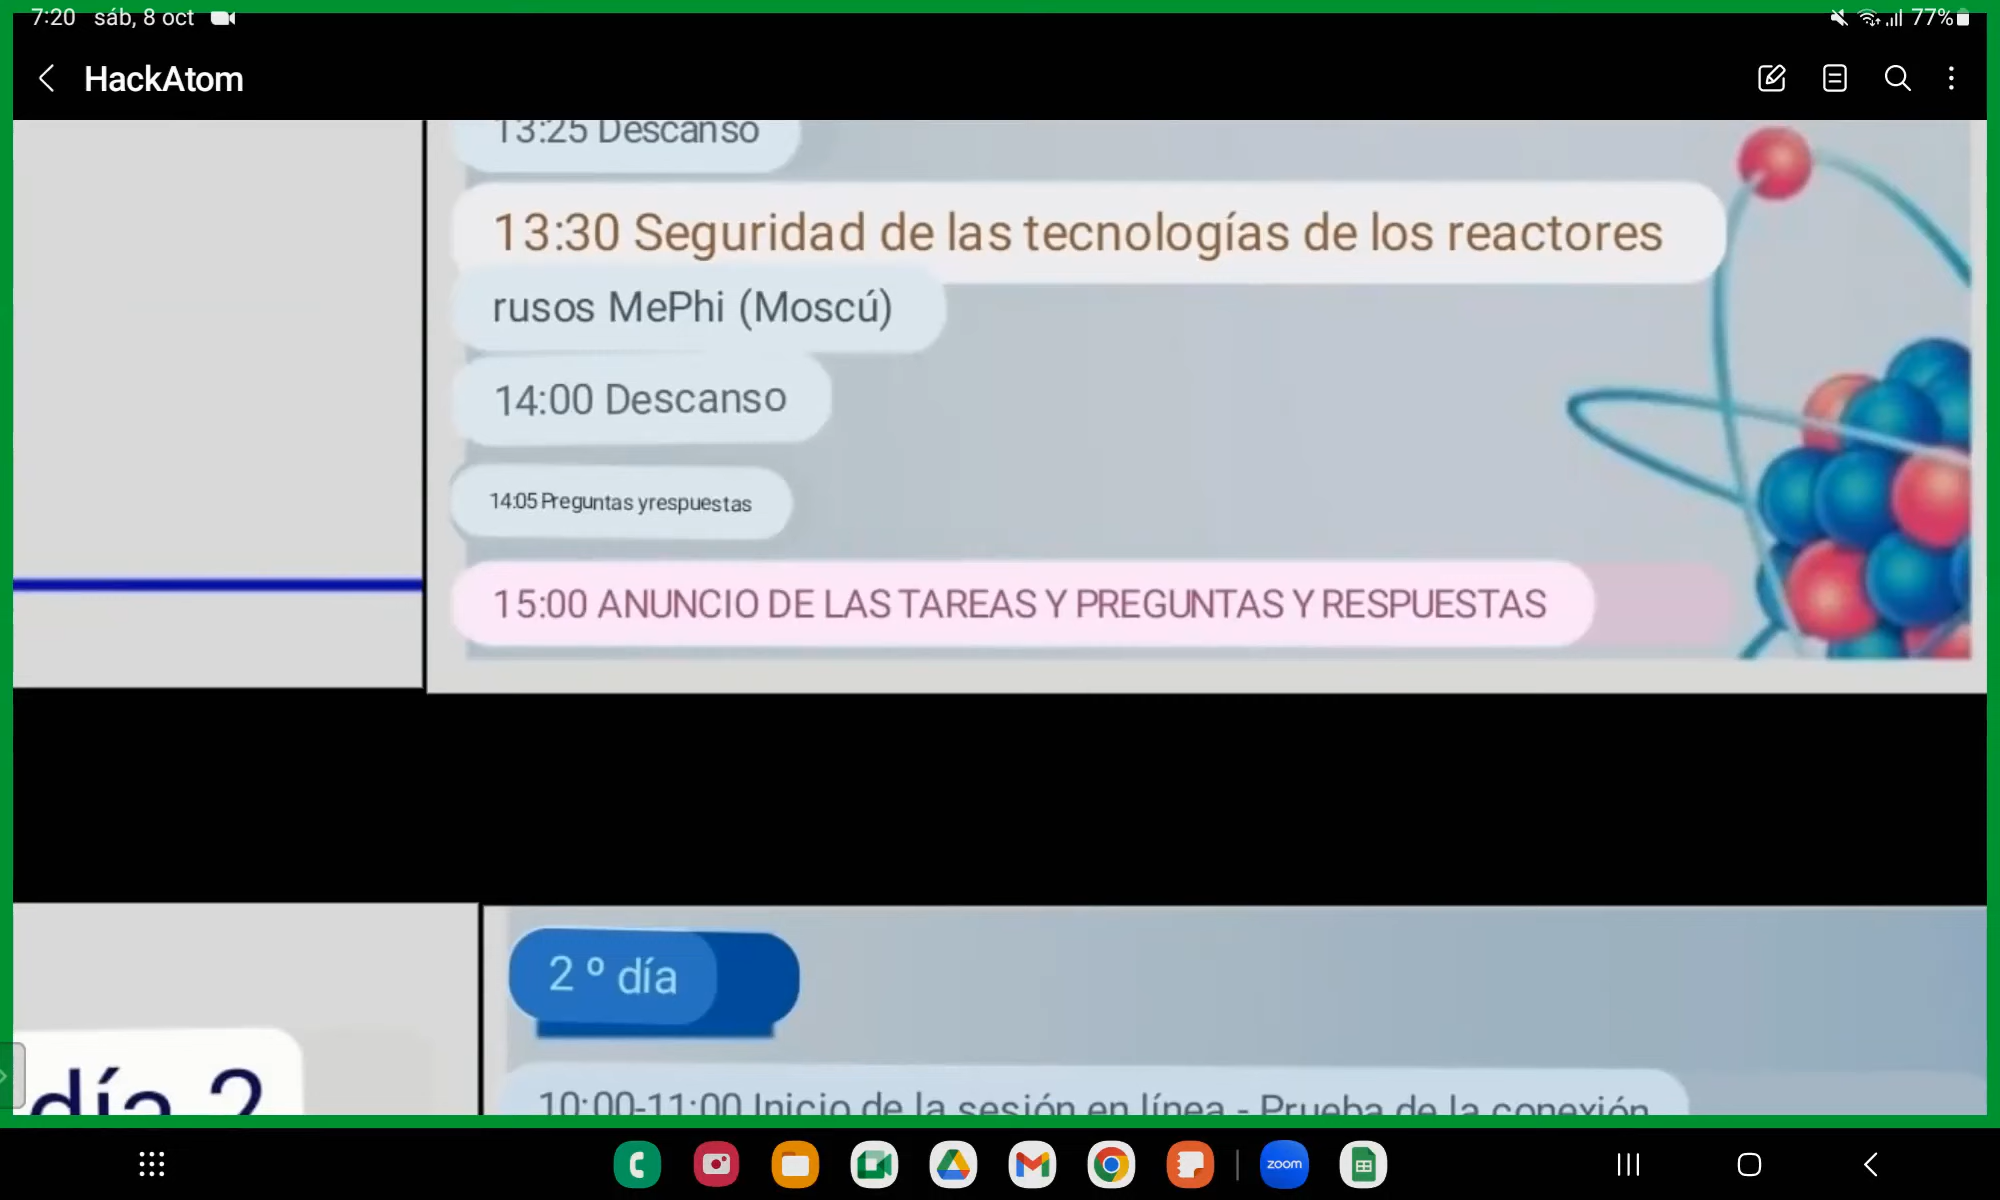 7:20 sáb, 8 oct
77%
HackAtom
13:25 Descanso
13:30 Seguridad de las tecnologías de los reactores
rusos MePhi (Moscú)
14:00 Descanso
14:05 Preguntas yrespuestas
15:00 ANUNCIO DE LAS TAREAS Y PREGUNTAS Y RESPUESTAS
2 º día
día 2
10:00-11:00 Inicio de la sesión en línea - Prueba de la conexión
zoom